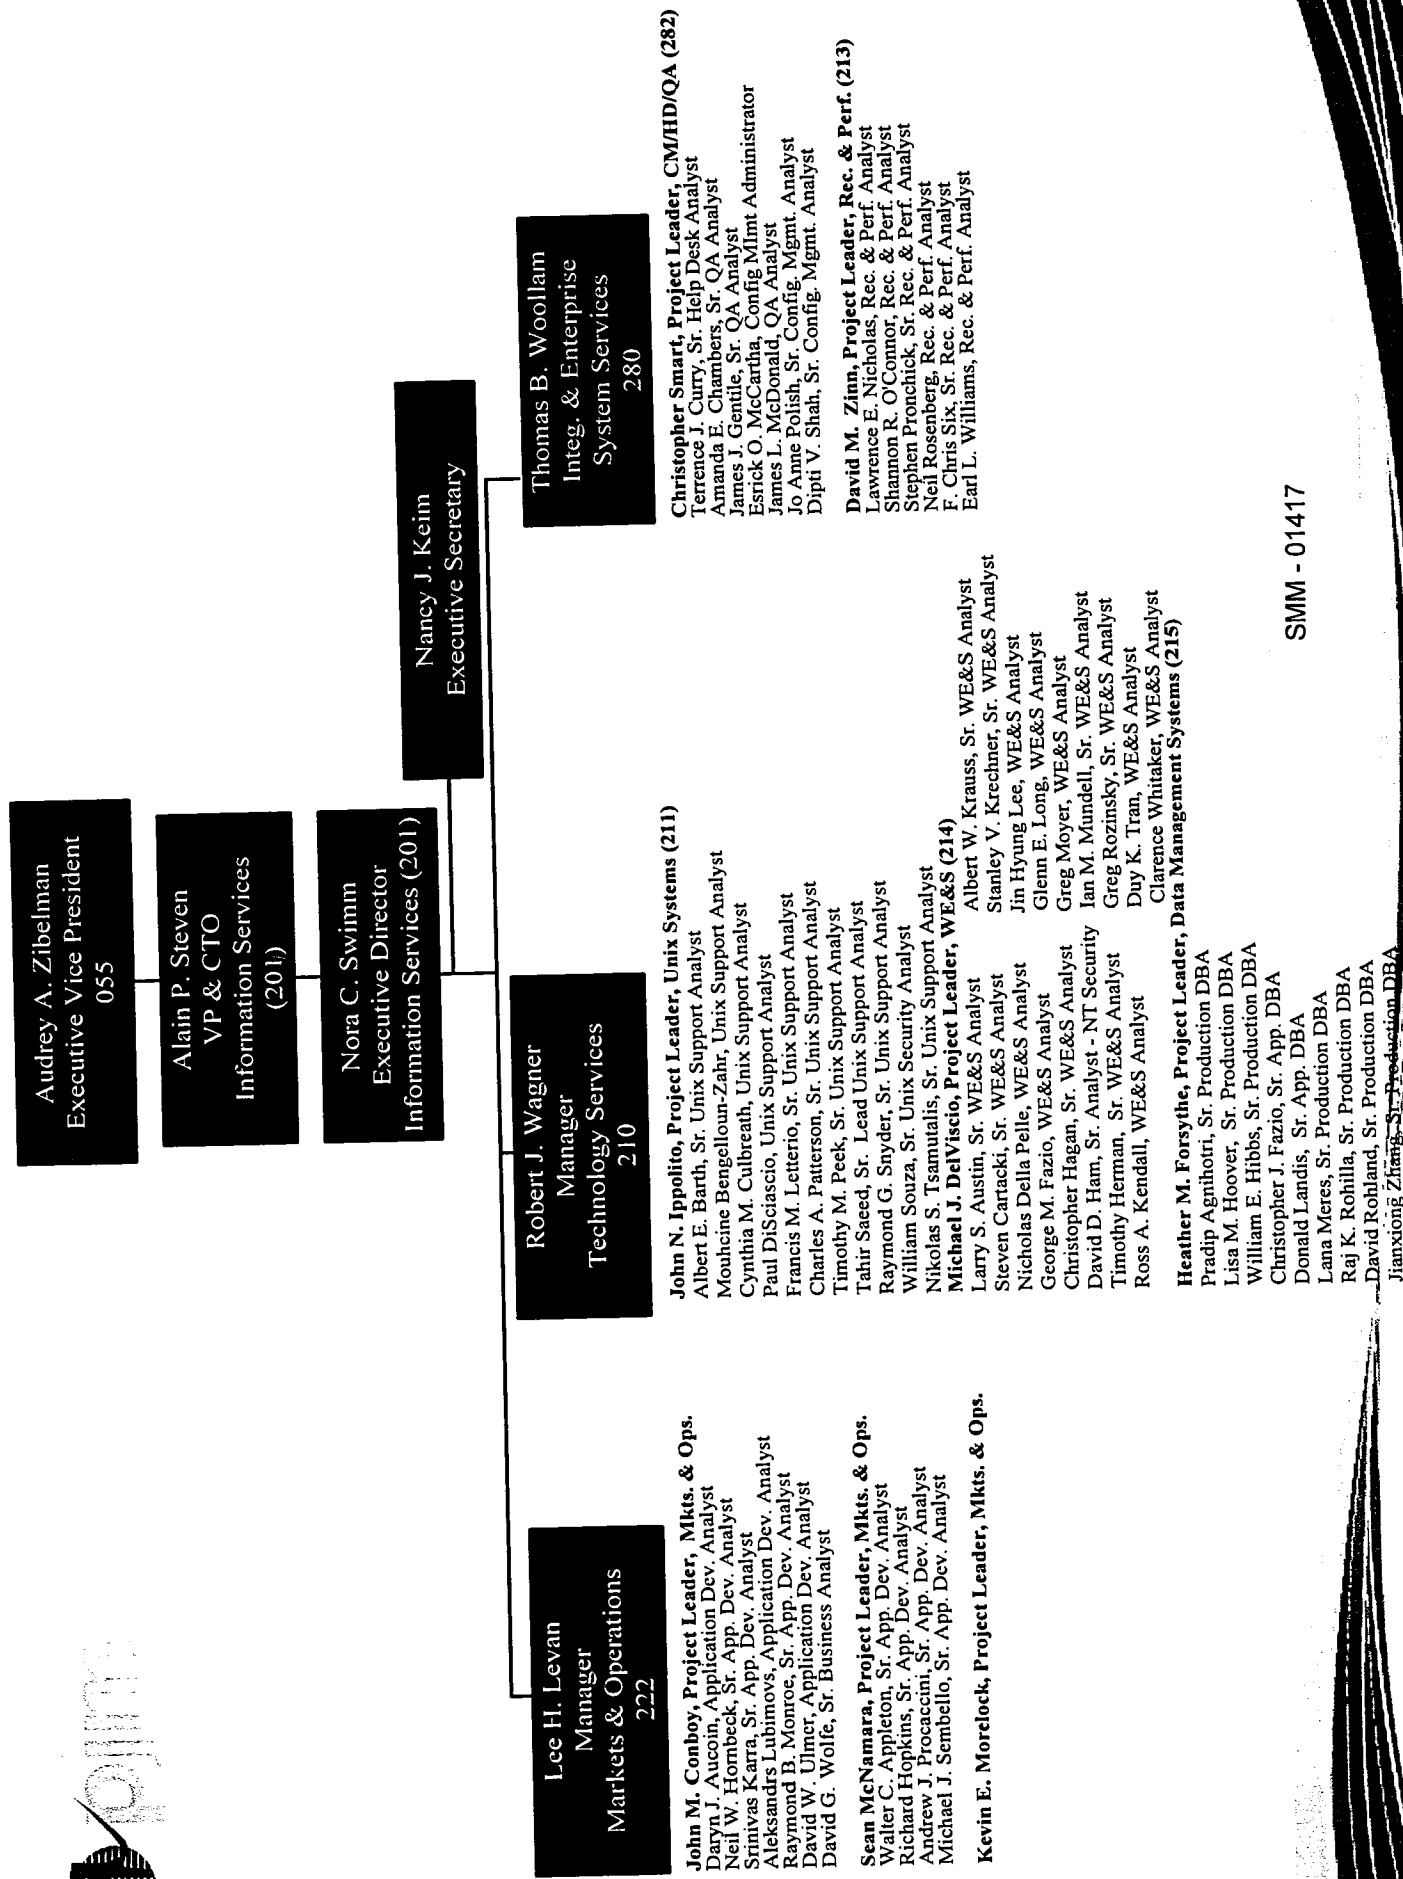 pjm
Audrey A. Zibelman
Executive Vice President
055
Alain P. Steven
VP & CTO
Information Services
(201)
Nora C. Swimm
Executive Director
Information Services (201)
Nancy J. Keim
Executive Secretary
Lee H. Levan
Manager
Markets & Operations
222
John M. Conboy, Project Leader, Mkts. & Ops.
Daryn J. Aucoin, Application Dev. Analyst
Neil W. Hornbeck, Sr. App. Dev. Analyst
Srinivas Karra, Sr. App. Dev. Analyst
Aleksandrs Lubimovs, Application Dev. Analyst
Raymond B. Monroe, Sr. App. Dev. Analyst
David W. Ulmer, Application Dev. Analyst
David G. Wolfe, Sr. Business Analyst
Sean McNamara, Project Leader, Mkts. & Ops.
Walter C. Appleton, Sr. App. Dev. Analyst
Richard Hopkins, Sr. App. Dev. Analyst
Andrew J. Procaccini, Sr. App. Dev. Analyst
Michael J. Sembello, Sr. App. Dev. Analyst
Kevin E. Morelock, Project Leader, Mkts. & Ops.
Robert J. Wagner
Manager
Technology Services
210
John N. Ippolito, Project Leader, Unix Systems (211)
Albert E. Barth, Sr. Unix Support Analyst
Mouhcine Bengelloun-Zahr, Unix Support Analyst
Cynthia M. Culbreath, Unix Support Analyst
Paul DiSciascio, Unix Support Analyst
Francis M. Letterio, Sr. Unix Support Analyst
Charles A. Patterson, Sr. Unix Support Analyst
Timothy M. Peek, Sr. Unix Support Analyst
Tahir Saeed, Sr. Lead Unix Support Analyst
Raymond G. Snyder, Sr. Unix Support Analyst
William Souza, Sr. Unix Security Analyst
Nikolas S. Tsamutalis, Sr. Unix Support Analyst
Michael J. DelViscio, Project Leader, WE&S (214)
Larry S. Austin, Sr. WE&S Analyst
Steven Cartacki, Sr. WE&S Analyst
Nicholas Della Pelle, WE&S Analyst
George M. Fazio, WE&S Analyst
Christopher Hagan, Sr. WE&S Analyst
David D. Ham, Sr. Analyst - NT Security
Timothy Herman, Sr. WE&S Analyst
Ross A. Kendall, WE&S Analyst
Albert W. Krauss, Sr. WE&S Analyst
Stanley V. Krechner, Sr. WE&S Analyst
Jin Hyung Lee, WE&S Analyst
Glenn E. Long, WE&S Analyst
Greg Moyer, WE&S Analyst
Ian M. Mundell, Sr. WE&S Analyst
Greg Rozinsky, Sr. WE&S Analyst
Duy K. Tran, WE&S Analyst
Clarence Whitaker, WE&S Analyst
Heather M. Forsythe, Project Leader, Data Management Systems (215)
Pradip Agnihotri, Sr. Production DBA
Lisa M. Hoover, Sr. Production DBA
William E. Hibbs, Sr. Production DBA
Christopher J. Fazio, Sr. App. DBA
Donald Landis, Sr. App. DBA
Lana Meres, Sr. Production DBA
Raj K. Rohilla, Sr. Production DBA
David Rohland, Sr. Production DBA
Jianxiong Zhang, Sr. Production DBA
Thomas B. Woollam
Integ. & Enterprise
System Services
280
Christopher Smart, Project Leader, CM/HD/QA (282)
Terrence J. Curry, Sr. Help Desk Analyst
Amanda E. Chambers, Sr. QA Analyst
James J. Gentile, Sr. QA Analyst
Esrick O. McCartha, Config MImt Administrator
James L. McDonald, QA Analyst
Jo Anne Polish, Sr. Config. Mgmt. Analyst
Dipti V. Shah, Sr. Config. Mgmt. Analyst
David M. Zinn, Project Leader, Rec. & Perf. (213)
Lawrence E. Nicholas, Rec. & Perf. Analyst
Shannon R. O'Connor, Rec. & Perf. Analyst
Stephen Pronchick, Sr. Rec. & Perf. Analyst
Neil Rosenberg, Rec. & Perf. Analyst
F. Chris Six, Sr. Rec. & Perf. Analyst
Earl L. Williams, Rec. & Perf. Analyst
SMM - 01417